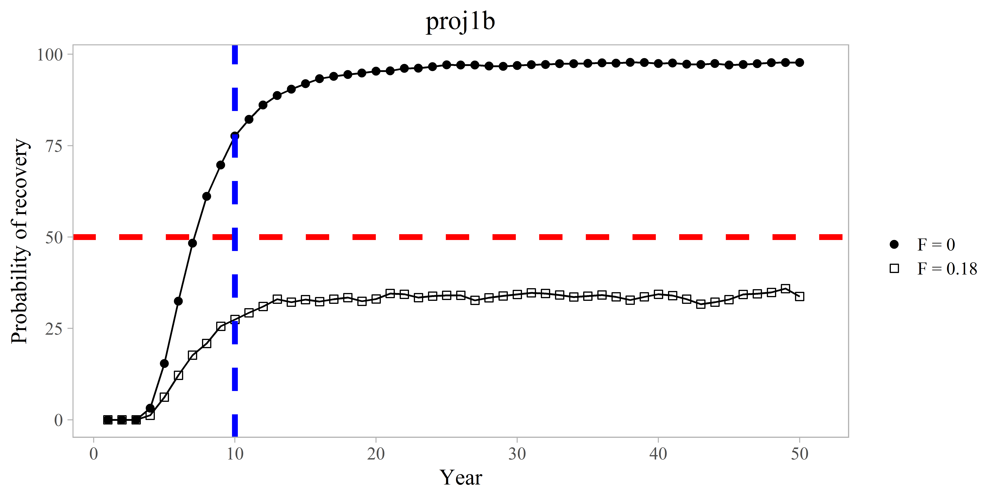 proj1b
Probability of recovery
100
75
50
25
0
0 10 20 30 40 50
Year
F = 0
F = 0.18